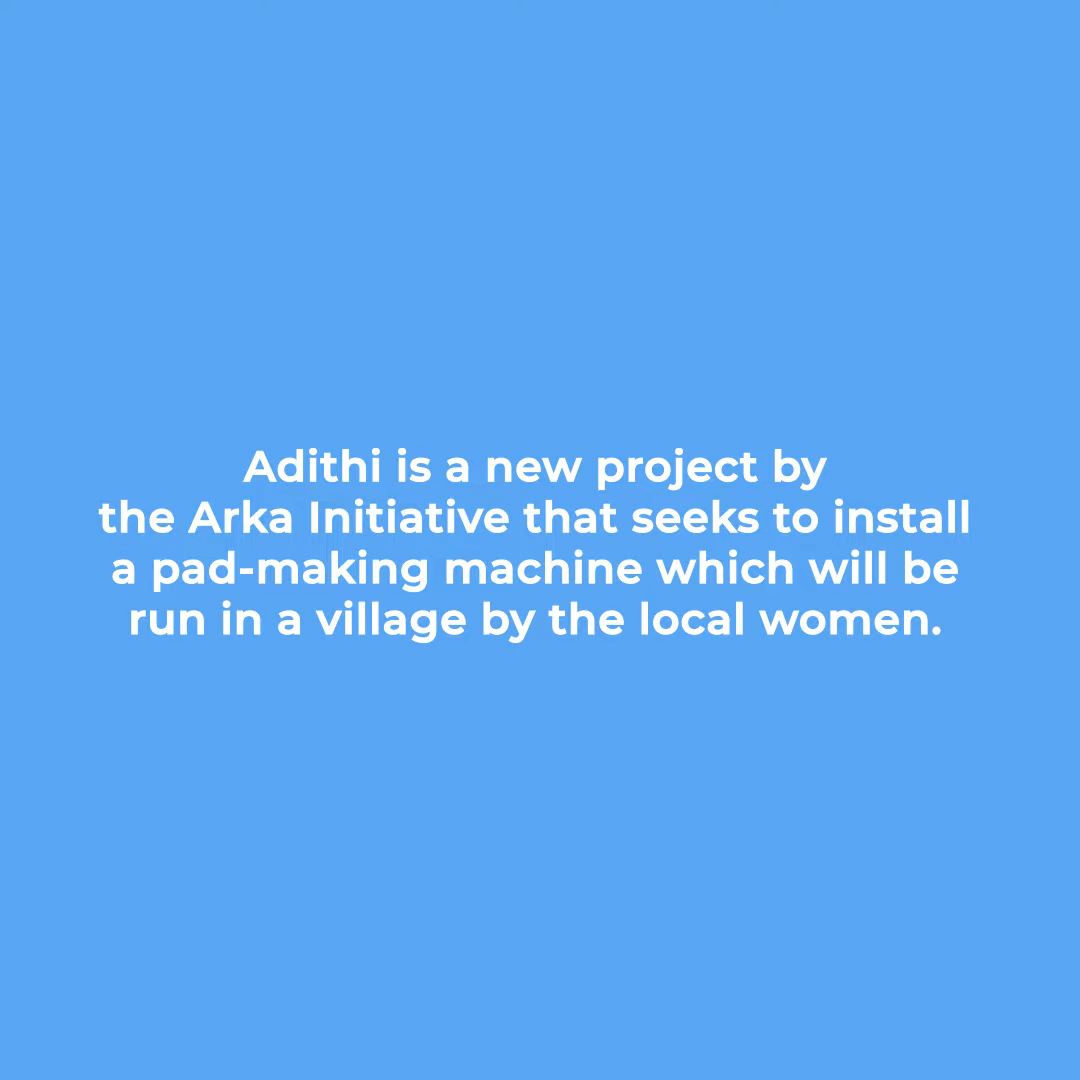 Adithi is a new project by
the Arka Initiative that seeks to install
a pad-making machine which will be
run in a village by the local women.